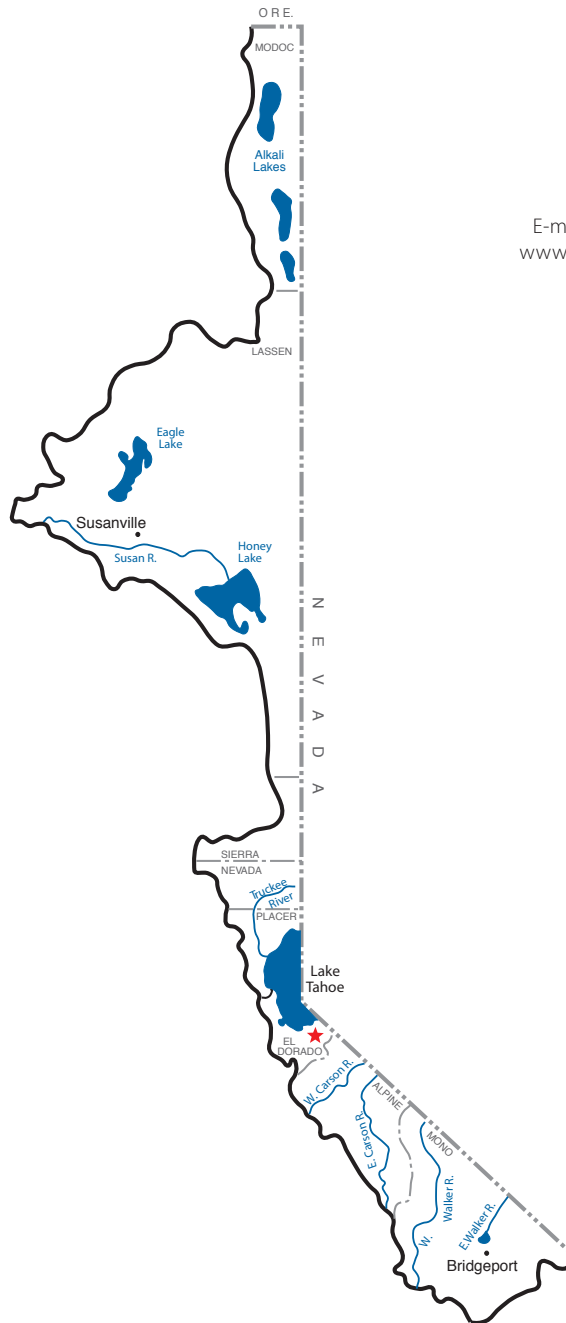 ORE.
MODOC
Alkali
Lakes
E-m
www
LASSEN
Eagle
Lake
Susanville
Susan R.
Honey
Lake
NEVADA
SIERRA
NEVADA
Truckee
River
PLACER
Lake
Tahoe
EL
DORADO
W. Carson R.
ALPINE
E. Carson R.
MONO
W. Walker R.
E.Walker R.
Bridgeport